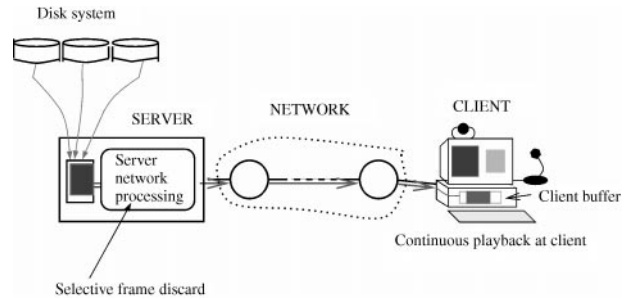 Disk system
SERVER
NETWORK
CLIENT
Server
network
processing
Client buffer
Continuous playback at client
Selective frame discard